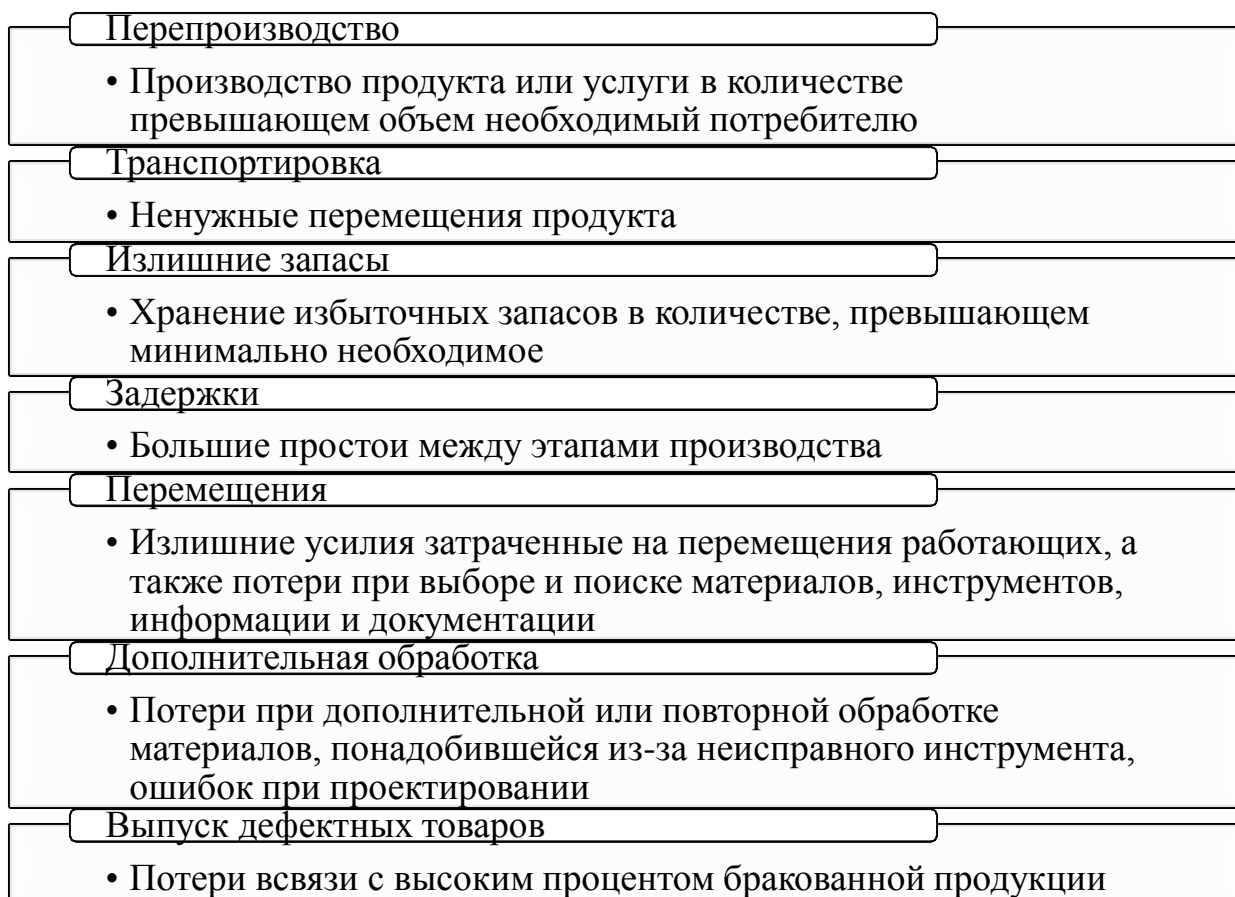 Перепроизводство
• Производство продукта или услуги в количестве
превышающем объем необходимый потребителю
Транспортировка
• Ненужные перемещения продукта
Излишние запасы
• Хранение избыточных запасов в количестве, превышающем
минимально необходимое
Задержки
• Большие простои между этапами производства
Перемещения
• Излишние усилия затраченные на перемещения работающих, а
также потери при выборе и поиске материалов, инструментов,
информации и документации
Дополнительная обработка
• Потери при дополнительной или повторной обработке
материалов, понадобившейся из-за неисправного инструмента,
ошибок при проектировании
Выпуск дефектных товаров
• Потери всвязи с высоким процентом бракованной продукции